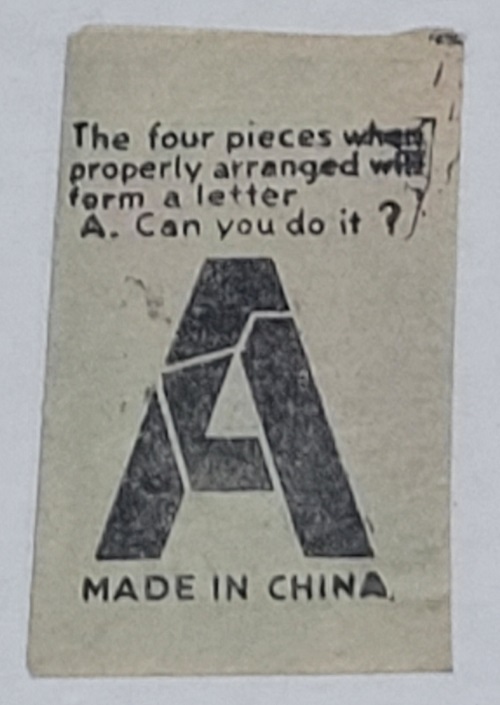 The four pieces when
properly arranged will
form a letter
A. Can you do it ?
A
MADE IN CHINA.